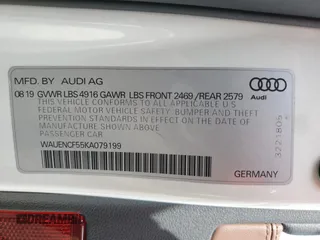 MFD. BY AUDI AG
08 19 GVWR LBS 4916 GAWR LBS FRONT 2469 /REAR 2579
Audi
THIS VEHICLE CONFORMS TO ALL APPLICABLE
FEDERAL MOTOR VEHICLE SAFETY, BUMPER, AND THEFT
PREVENTION STANDARDS IN EFFECT
ON THE DATE OF MANUFACTURE SHOWN ABOVE.
PASSENGER CAR
WAUENCF55KA079199
GERMANY
3221805
DREAMBID